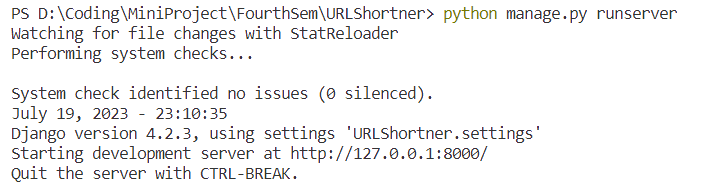 PS D:\Coding\MiniProject\FourthSem\URLShortner> python manage.py runserver
Watching for file changes with StatReloader
Performing system checks...
System check identified no issues (0 silenced).
July 19, 2023 - 23:10:35
Django version 4.2.3, using settings 'URLShortner.settings'
Starting development server at http://127.0.0.1:8000/
Quit the server with CTRL-BREAK.